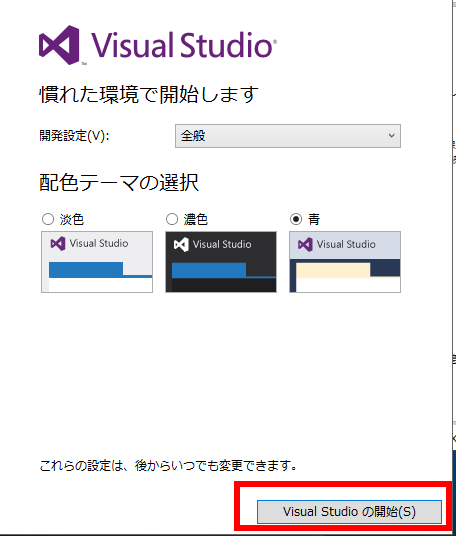 Visual Studio
慣れた環境で開始します
開発設定(V):
全般
配色テーマの選択
淡色
濃色
青
Visual Studio
Visual Studio
Visual Studio
これらの設定は、後からいつでも変更できます。
Visual Studio の開始(S)